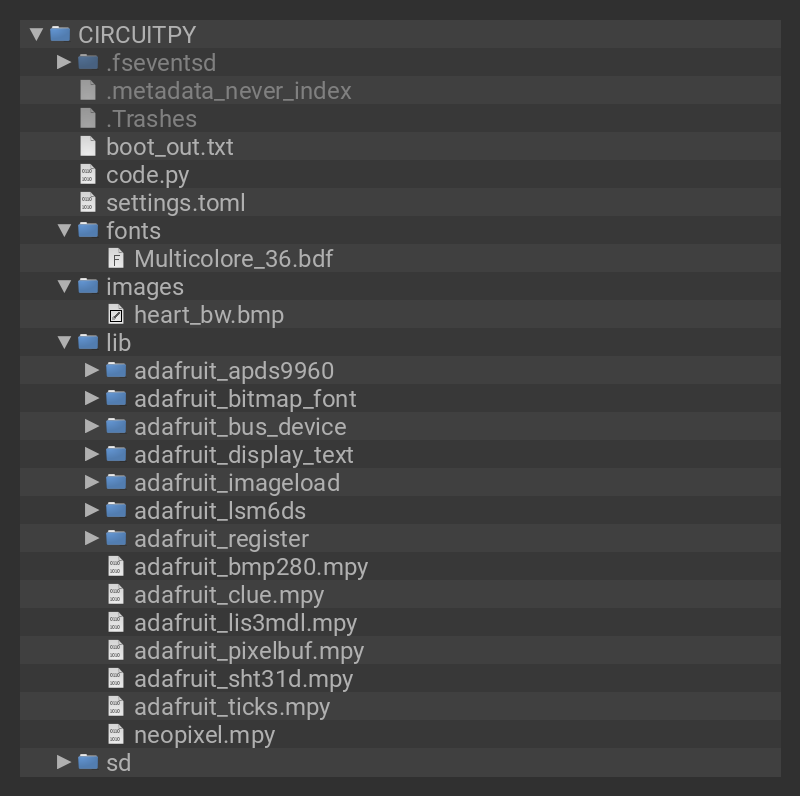 CIRCUITPY
.fseventsd
.metadata_never_index
.Trashes
boot_out.txt
code.py
settings.toml
fonts
Multicolore_36.bdf
images
heart_bw.bmp
lib
adafruit_apds9960
adafruit_bitmap_font
adafruit_bus_device
adafruit_display_text
adafruit_imageload
adafruit_lsm6ds
adafruit_register
adafruit_bmp280.mpy
adafruit_clue.mpy
adafruit_lis3mdl.mpy
adafruit_pixelbuf.mpy
adafruit_sht31d.mpy
adafruit_ticks.mpy
neopixel.mpy
sd